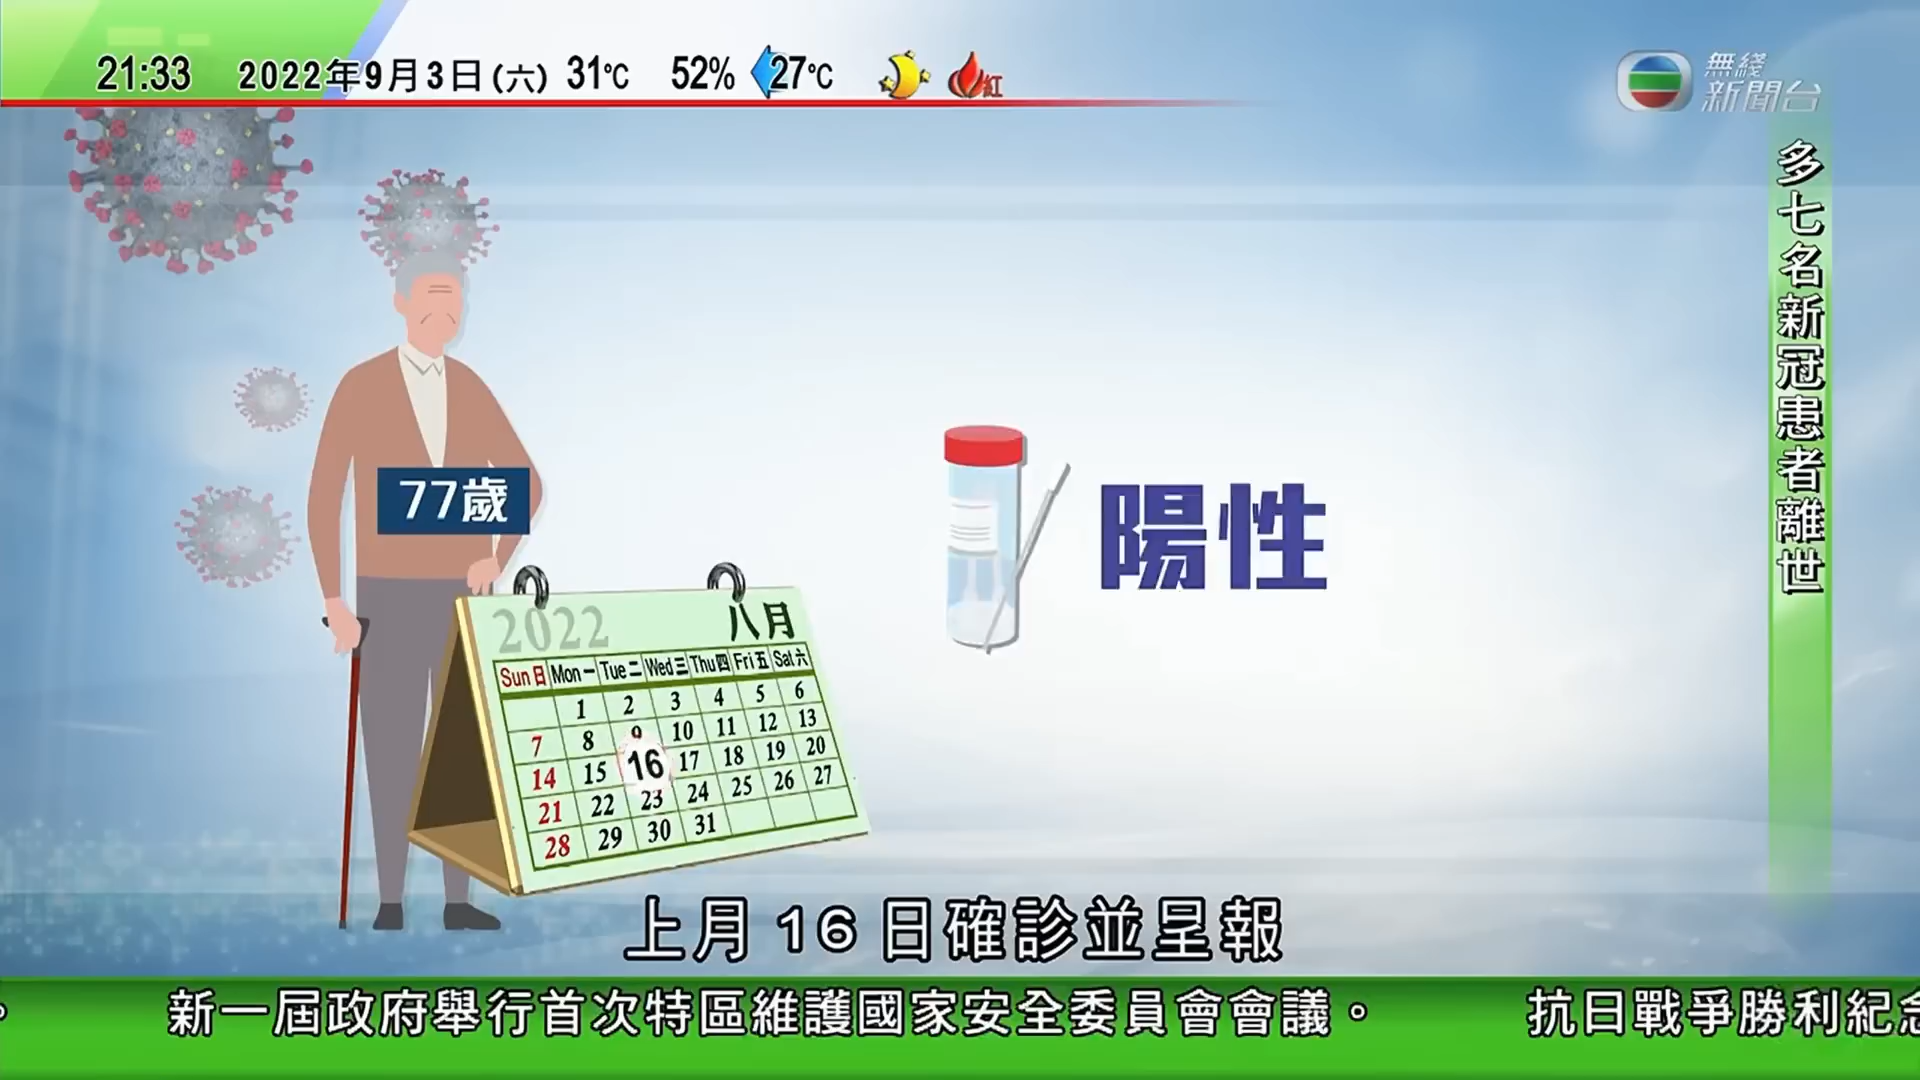 21:33 2022年9月3日(六) 31℃ 52% 27℃ 紅
無綫
新聞台
多七名新冠患者離世
77歲
陽性
2022 八月
Sun日 Mon一 Tue二 Wed三 Thu四 Fri五 Sat六
1 2 3 4 5 6
7 8 9 10 11 12 13
14 15 16 17 18 19 20
21 22 23 24 25 26 27
28 29 30 31
上月16日確診並呈報
。 新一屆政府舉行首次特區維護國家安全委員會會議。 抗日戰爭勝利紀念